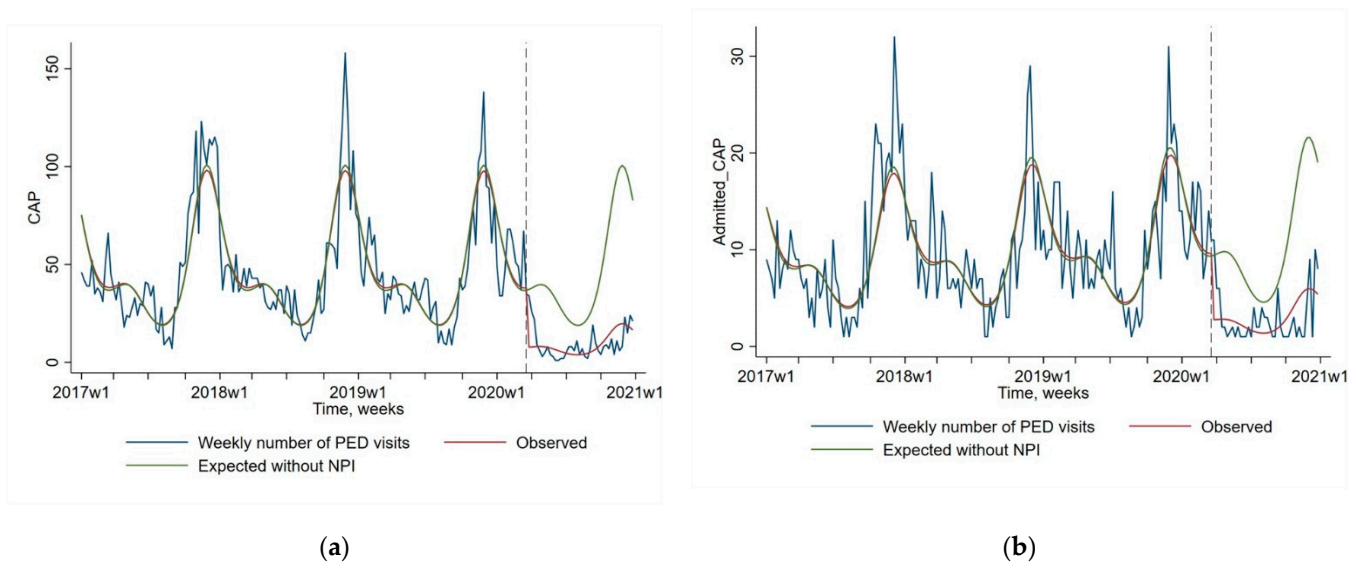 CAP
150
100
50
0
2017w1 2018w1 2019w1 2020w1 2021w1
Time, weeks
Weekly number of PED visits Observed
Expected without NPI
(a)
Admitted_CAP
30
20
10
0
2017w1 2018w1 2019w1 2020w1 2021w1
Time, weeks
Weekly number of PED visits Observed
Expected without NPI
(b)